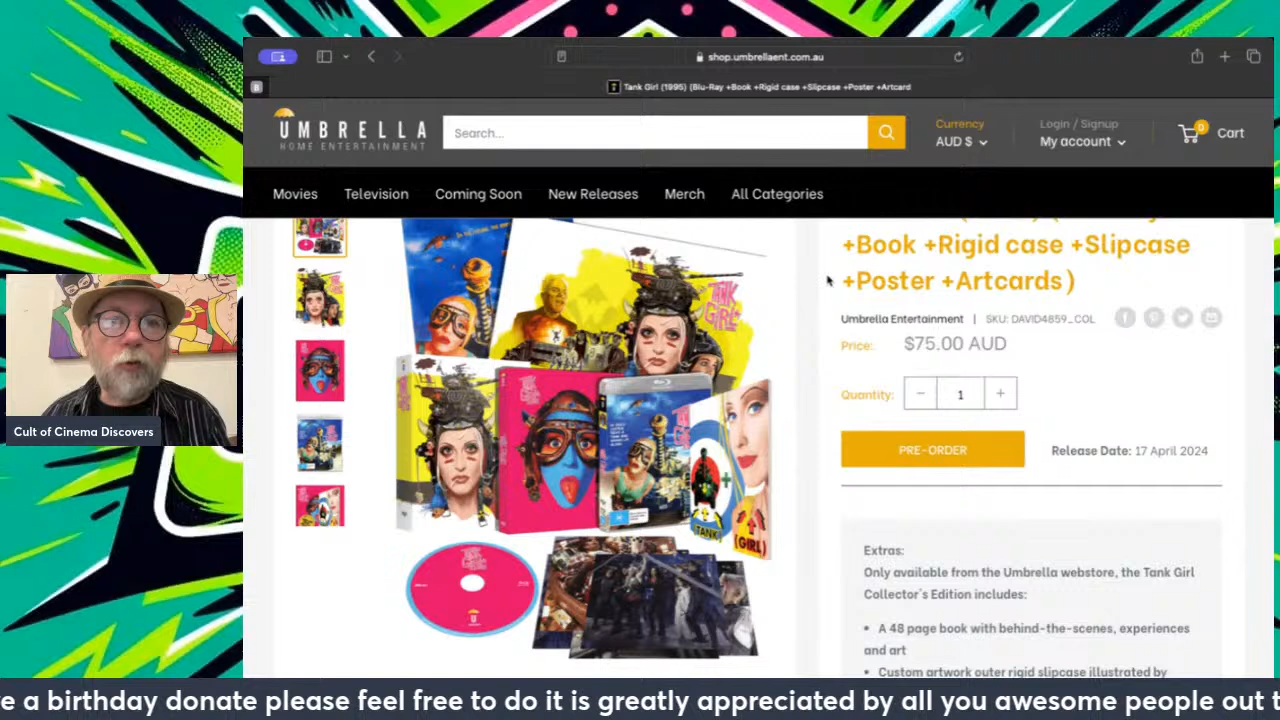 shop.umbrellaent.com.au
Tank Girl (1995) (Blu-Ray +Book +Rigid case +Slipcase +Poster +Artcard
UMBRELLA
HOME ENTERTAINMENT
Search...
Currency
AUD $
Login / Signup
My account
0
Cart
Movies
Television
Coming Soon
New Releases
Merch
All Categories
+Book +Rigid case +Slipcase
+Poster +Artcards)
Umbrella Entertainment | SKU: DAVID4859_COL
Price: $75.00 AUD
Quantity: 1
PRE-ORDER
Release Date: 17 April 2024
Extras:
Only available from the Umbrella webstore, the Tank Girl
Collector's Edition includes:
• A 48 page book with behind-the-scenes, experiences
and art
• Custom artwork outer rigid slipcase illustrated by
TANK
GIRL
TANK
(GIRL)
Cult of Cinema Discovers
e a birthday donate please feel free to do it is greatly appreciated by all you awesome people out t